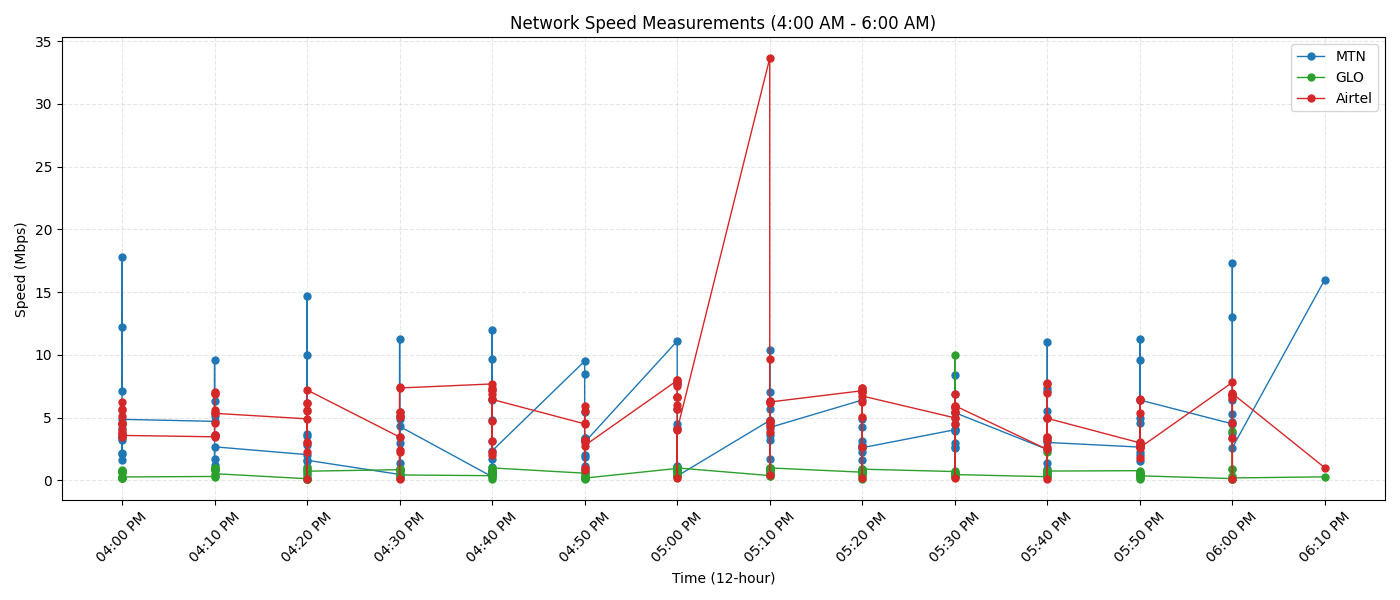 Network Speed Measurements (4:00 AM - 6:00 AM)
MTN
GLO
Airtel
Speed (Mbps)
35
30
25
20
15
10
5
0
04:00 PM
04:10 PM
04:20 PM
04:30 PM
04:40 PM
04:50 PM
05:00 PM
05:10 PM
05:20 PM
05:30 PM
05:40 PM
05:50 PM
06:00 PM
06:10 PM
Time (12-hour)